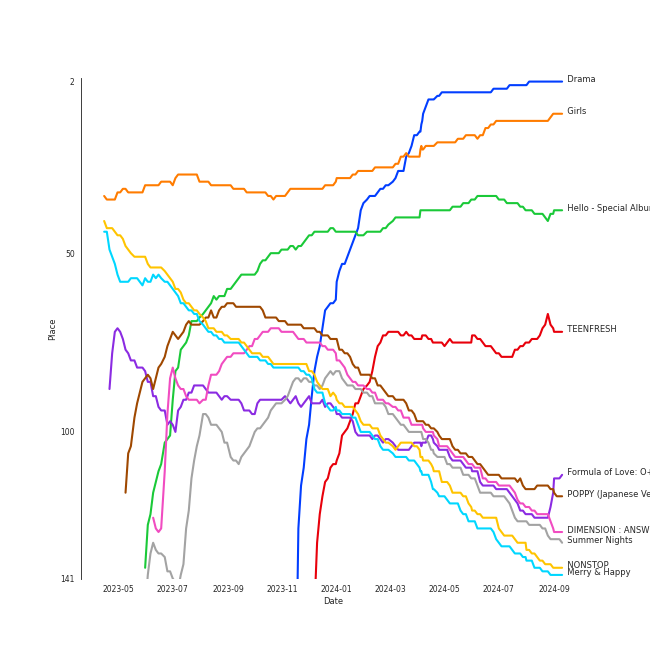 2
50
100
141
Place
2023-05
2023-07
2023-09
2023-11
2024-01
2024-03
2024-05
2024-07
2024-09
Date
Drama
Girls
Hello - Special Albu
TEENFRESH
Formula of Love: O+
POPPY (Japanese Ve
DIMENSION : ANSW
Summer Nights
NONSTOP
Merry & Happy